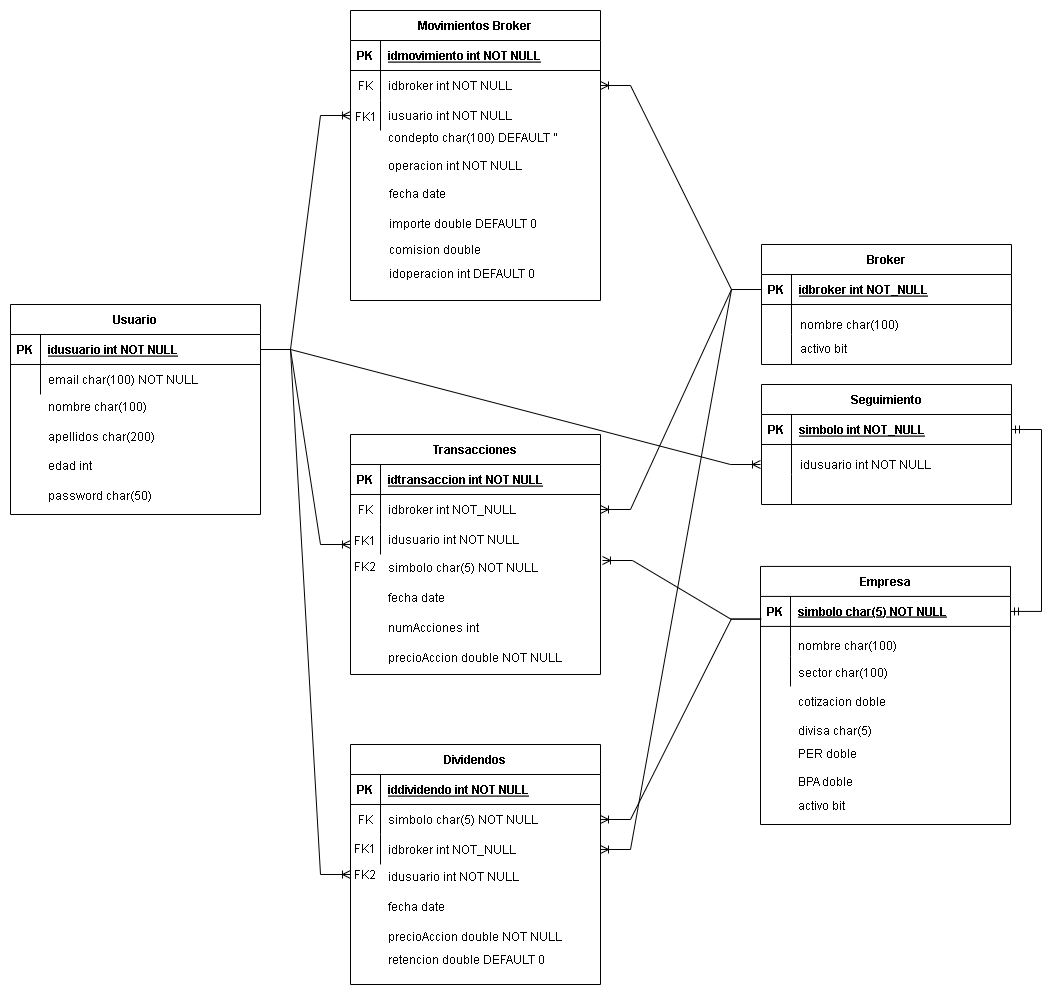 Movimientos Broker
PK idmovimiento int NOT NULL
FK idbroker int NOT NULL
FK1 iusuario int NOT NULL
condepto char(100) DEFAULT ''
operacion int NOT NULL
fecha date
importe double DEFAULT 0
comision double
idoperacion int DEFAULT 0
Usuario
PK idusuario int NOT NULL
email char(100) NOT NULL
nombre char(100)
apellidos char(200)
edad int
password char(50)
Broker
PK idbroker int NOT_NULL
nombre char(100)
activo bit
Seguimiento
PK simbolo int NOT_NULL
idusuario int NOT NULL
Transacciones
PK idtransaccion int NOT NULL
FK idbroker int NOT_NULL
FK1 idusuario int NOT NULL
FK2 simbolo char(5) NOT NULL
fecha date
numAcciones int
precioAccion double NOT NULL
Empresa
PK simbolo char(5) NOT NULL
nombre char(100)
sector char(100)
cotizacion doble
divisa char(5)
PER doble
BPA doble
activo bit
Dividendos
PK iddividendo int NOT NULL
FK simbolo char(5) NOT NULL
FK1 idbroker int NOT_NULL
FK2 idusuario int NOT NULL
fecha date
precioAccion double NOT NULL
retencion double DEFAULT 0